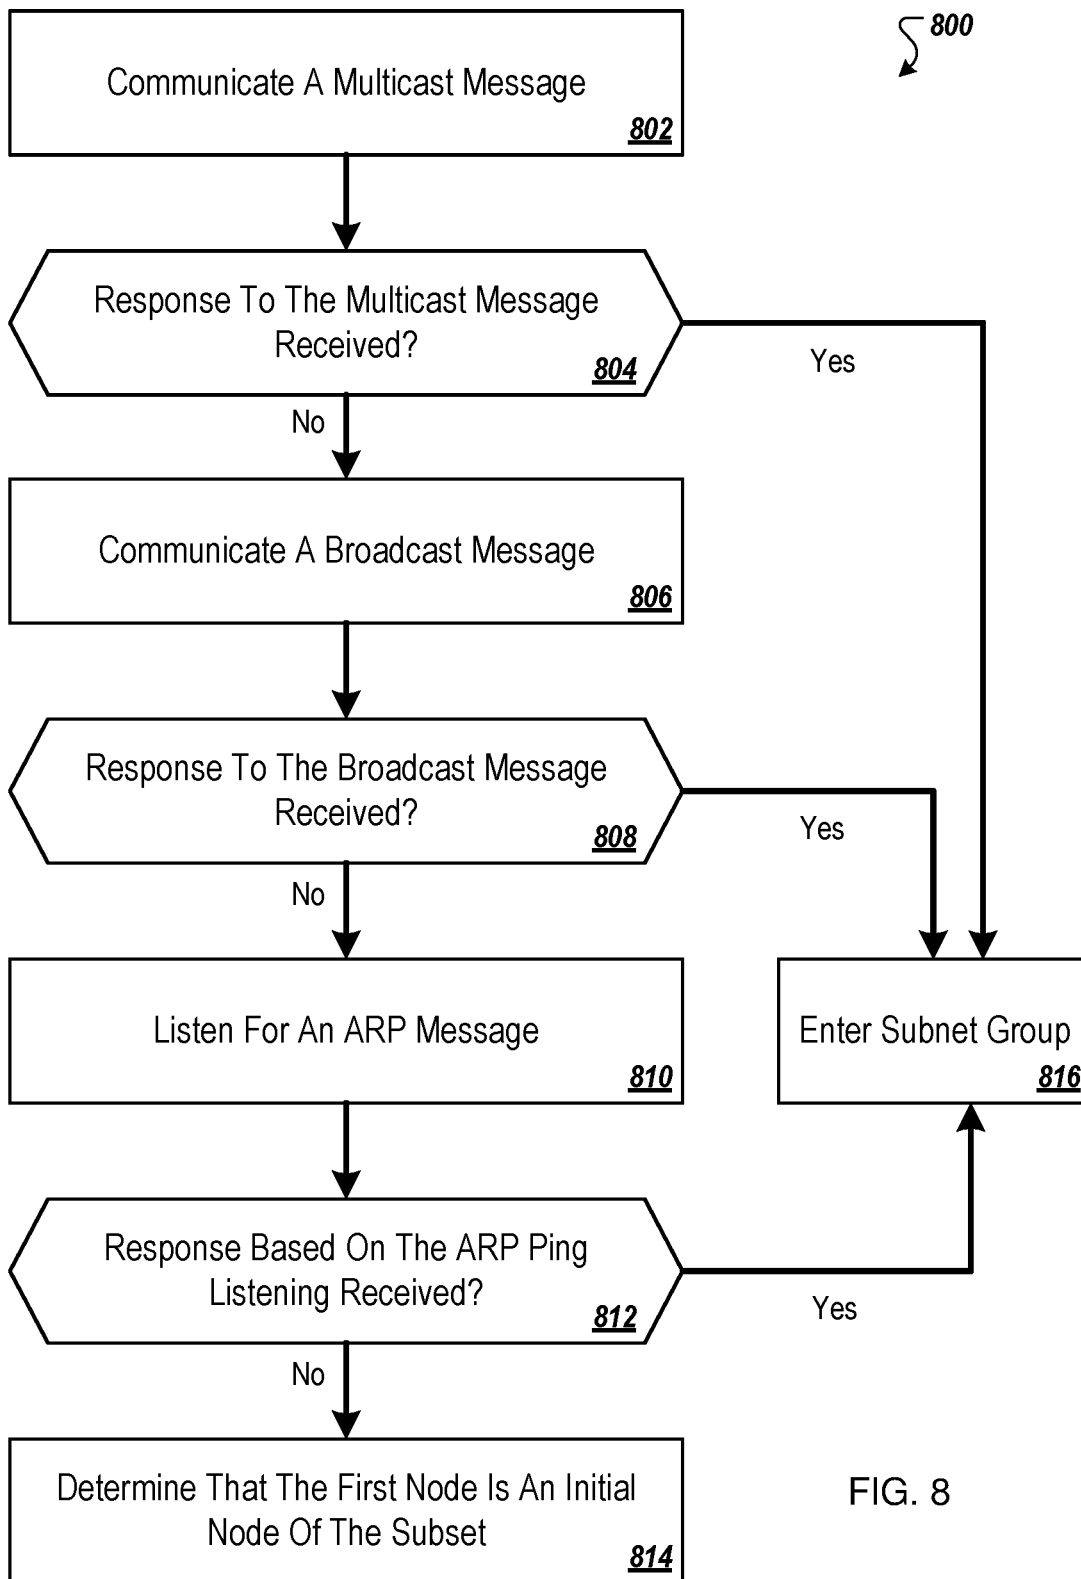 800
Communicate A Multicast Message
802
Response To The Multicast Message
Received?
804
Yes
No
Communicate A Broadcast Message
806
Response To The Broadcast Message
Received?
808
Yes
No
Listen For An ARP Message
810
Enter Subnet Group
816
Response Based On The ARP Ping
Listening Received?
812
Yes
No
Determine That The First Node Is An Initial
Node Of The Subset
814
FIG. 8